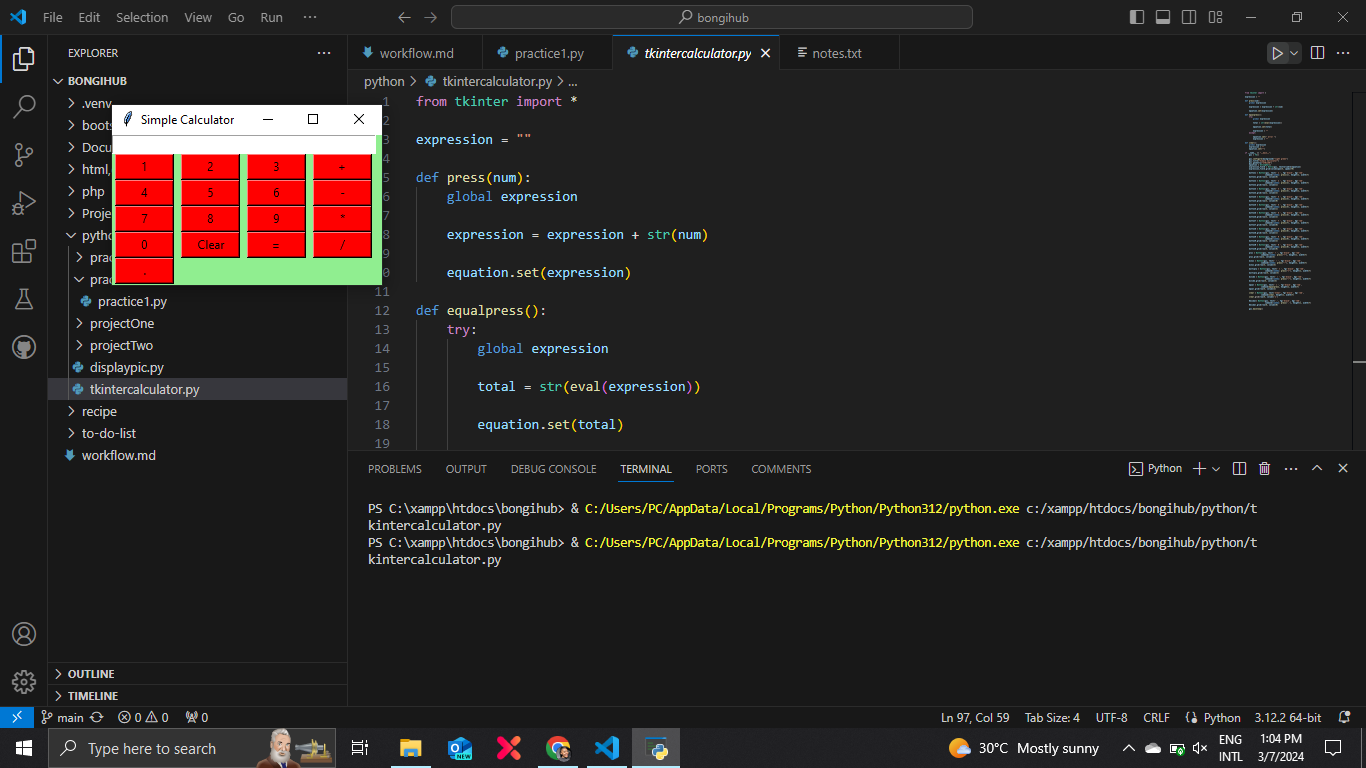 File Edit Selection View Go Run ···
bongihub
EXPLORER
BONGIHUB
.venv
boots
Docu
html,
php
Proje
pytho
prac
prac
practice1.py
projectOne
projectTwo
displaypic.py
tkintercalculator.py
recipe
to-do-list
workflow.md
OUTLINE
TIMELINE
Simple Calculator
1 2 3 +
4 5 6 -
7 8 9 *
0 Clear = /
.
workflow.md practice1.py tkintercalculator.py notes.txt
python > tkintercalculator.py > ...
1 from tkinter import *
3 expression = ""
5 def press(num):
6 global expression
7
8 expression = expression + str(num)
9
0 equation.set(expression)
11
12 def equalpress():
13 try:
14 global expression
15
16 total = str(eval(expression))
17
18 equation.set(total)
19
PROBLEMS OUTPUT DEBUG CONSOLE TERMINAL PORTS COMMENTS
Python
PS C:\xampp\htdocs\bongihub> & C:/Users/PC/AppData/Local/Programs/Python/Python312/python.exe c:/xampp/htdocs/bongihub/python/t
kintercalculator.py
PS C:\xampp\htdocs\bongihub> & C:/Users/PC/AppData/Local/Programs/Python/Python312/python.exe c:/xampp/htdocs/bongihub/python/t
kintercalculator.py
main 0 0 0 Ln 97, Col 59 Tab Size: 4 UTF-8 CRLF Python 3.12.2 64-bit
Type here to search
NEW
30°C Mostly sunny
ENG
INTL
1:04 PM
3/7/2024